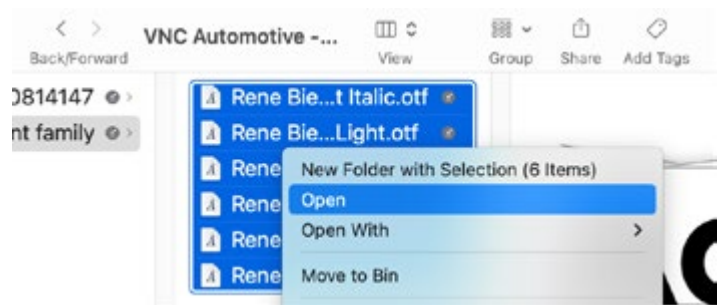 VNC Automotive -...
Back/Forward View Group Share Add Tags
0814147
Rene Bie...t Italic.otf
nt family
Rene Bie...Light.otf
Rene
New Folder with Selection (6 Items)
Rene
Open
Rene
Open With
Rene
Move to Bin